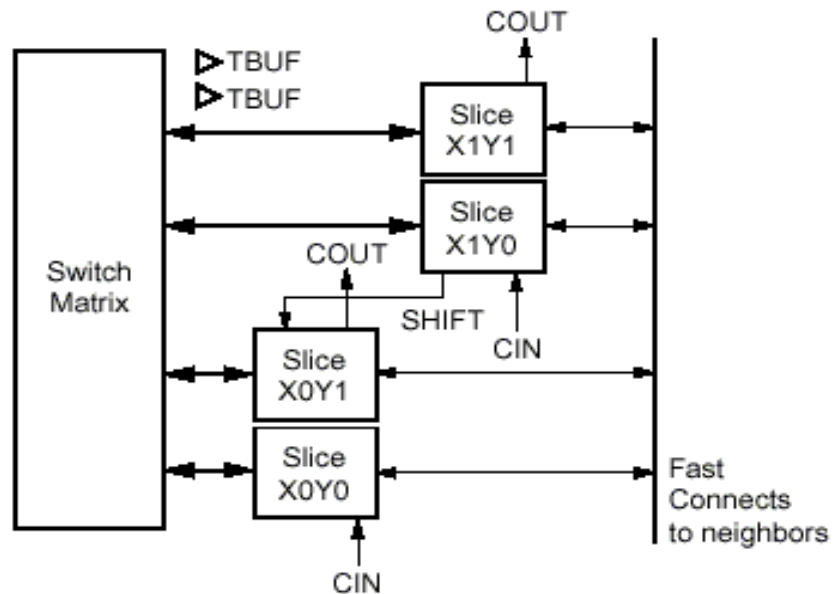 COUT
TBUF
TBUF
Slice
X1Y1
Slice
X1Y0
COUT
Switch
Matrix
SHIFT
CIN
Slice
X0Y1
Slice
X0Y0
Fast
Connects
to neighbors
CIN